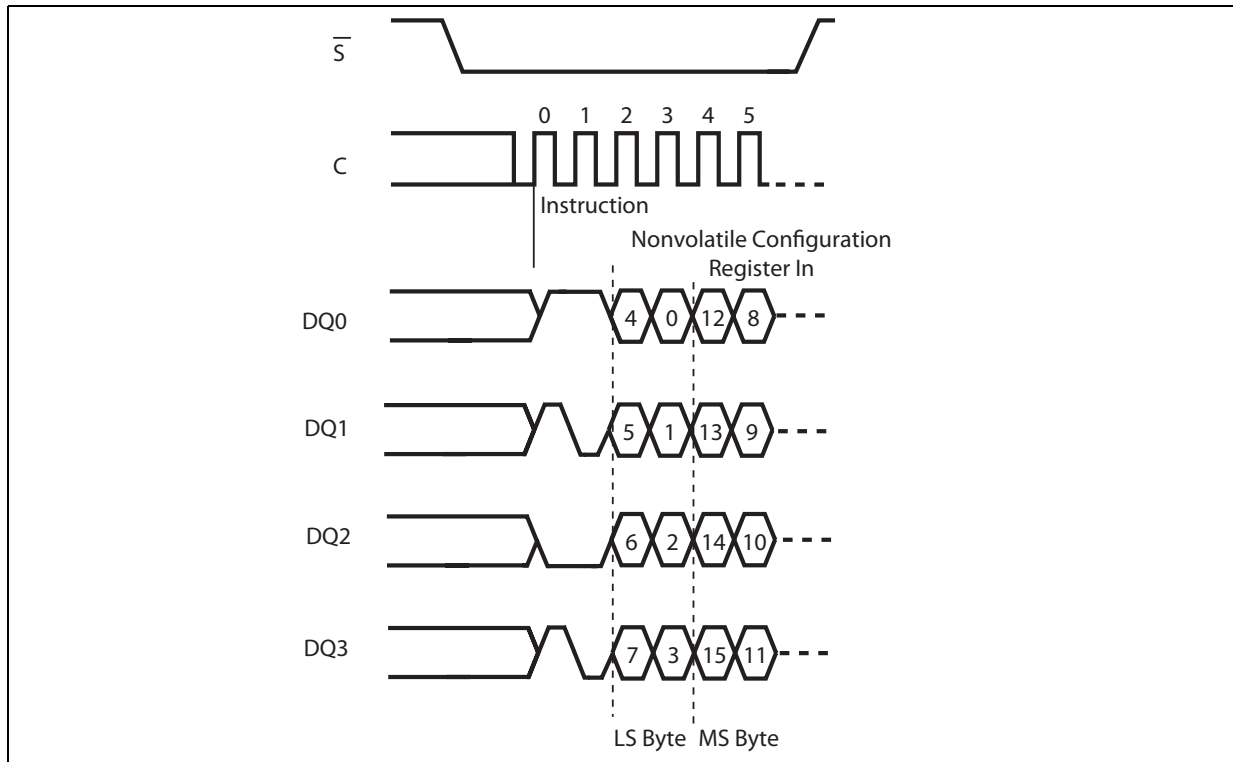 S
0 1 2 3 4 5
C
Instruction
Nonvolatile Configuration
Register In
DQ0 4 0 12 8
DQ1 5 1 13 9
DQ2 6 2 14 10
DQ3 7 3 15 11
LS Byte MS Byte